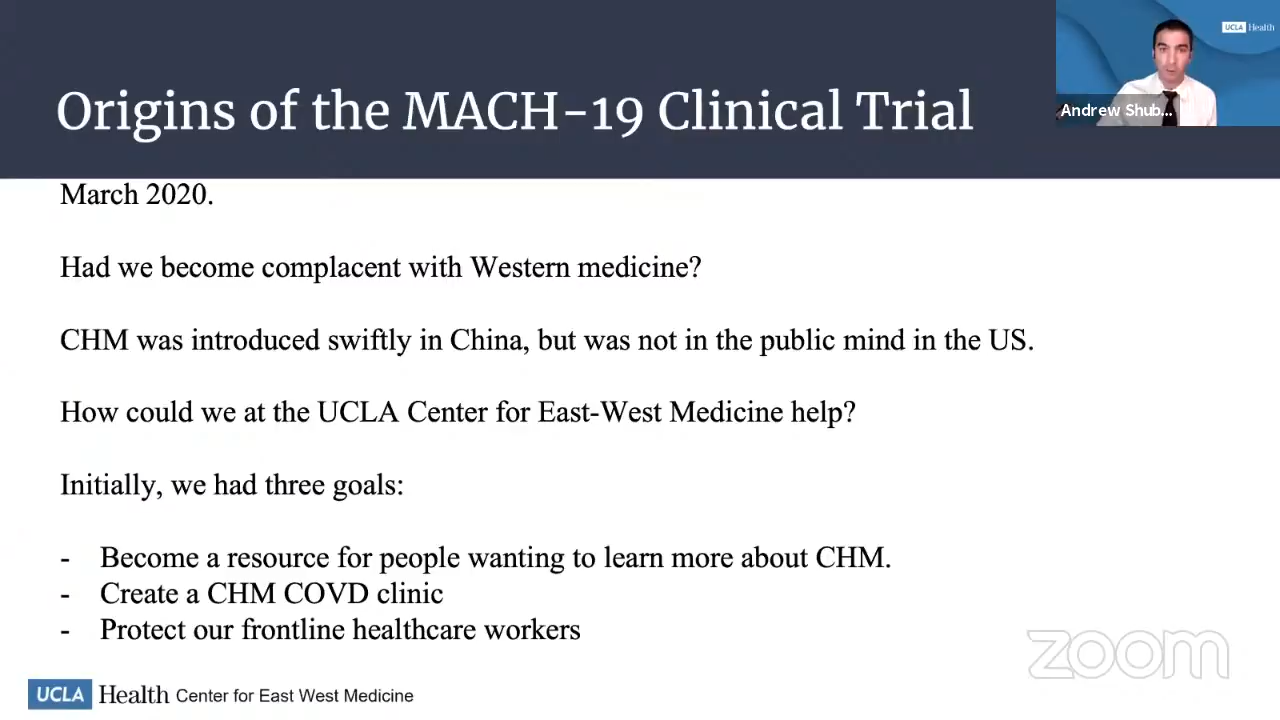 UCLA Health
Origins of the MACH-19 Clinical Trial
Andrew Shub...
March 2020.
Had we become complacent with Western medicine?
CHM was introduced swiftly in China, but was not in the public mind in the US.
How could we at the UCLA Center for East-West Medicine help?
Initially, we had three goals:
- Become a resource for people wanting to learn more about CHM.
- Create a CHM COVD clinic
- Protect our frontline healthcare workers
zoom
UCLA Health Center for East West Medicine